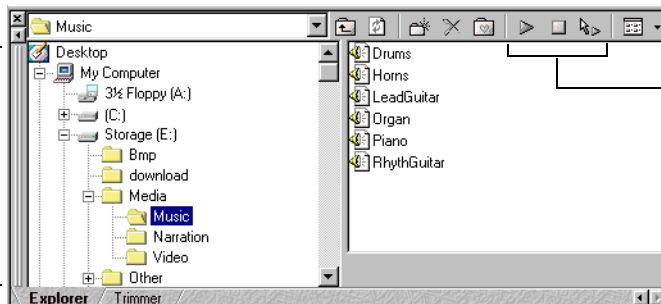 Music
Desktop
My Computer
3½ Floppy (A:)
(C:)
Storage (E:)
Bmp
download
Media
Music
Narration
Video
Other
Drums
Horns
LeadGuitar
Organ
Piano
RhythGuitar
Explorer
Trimmer